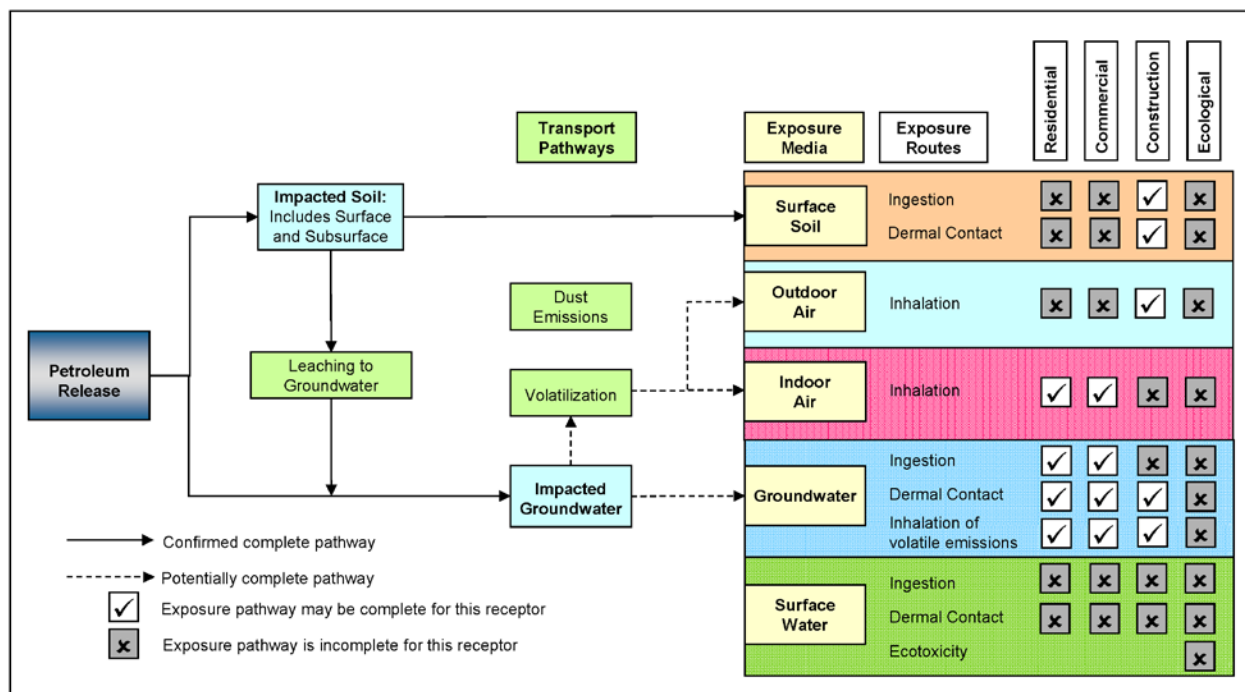 Residential
Commercial
Construction
Ecological
Transport
Pathways
Exposure
Media
Exposure
Routes
Impacted Soil:
Includes Surface
and Subsurface
Surface
Soil
Ingestion
Dermal Contact
Dust
Emissions
Outdoor
Air
Inhalation
Petroleum
Release
Leaching to
Groundwater
Volatilization
Indoor
Air
Inhalation
Impacted
Groundwater
Groundwater
Ingestion
Dermal Contact
Inhalation of
volatile emissions
Confirmed complete pathway
Potentially complete pathway
Exposure pathway may be complete for this receptor
Exposure pathway is incomplete for this receptor
Surface
Water
Ingestion
Dermal Contact
Ecotoxicity